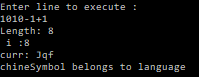 Enter line to execute :
1010-1+1
Length: 8
 i :8
curr: Jqf
chineSymbol belongs to language